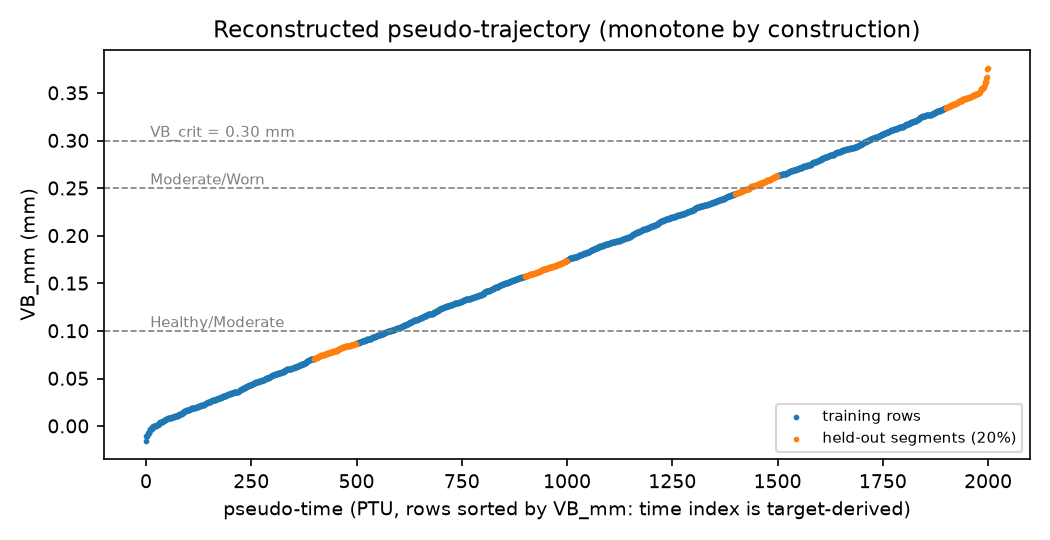 Reconstructed pseudo-trajectory (monotone by construction)
VB_mm (mm)
0.35
0.30
0.25
0.20
0.15
0.10
0.05
0.00
VB_crit = 0.30 mm
Moderate/Worn
Healthy/Moderate
training rows
held-out segments (20%)
0 250 500 750 1000 1250 1500 1750 2000
pseudo-time (PTU, rows sorted by VB_mm: time index is target-derived)